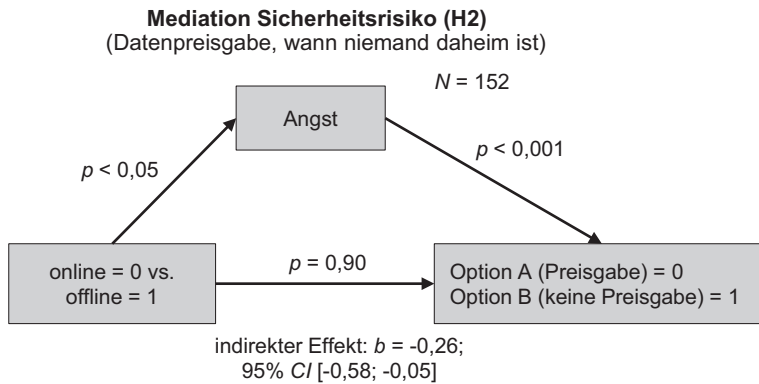 Mediation Sicherheitsrisiko (H2)
(Datenpreisgabe, wann niemand daheim ist)
N = 152
Angst
p < 0,05
p < 0,001
online = 0 vs.
offline = 1
p = 0,90
Option A (Preisgabe) = 0
Option B (keine Preisgabe) = 1
indirekter Effekt: b = -0,26;
95% CI [-0,58; -0,05]